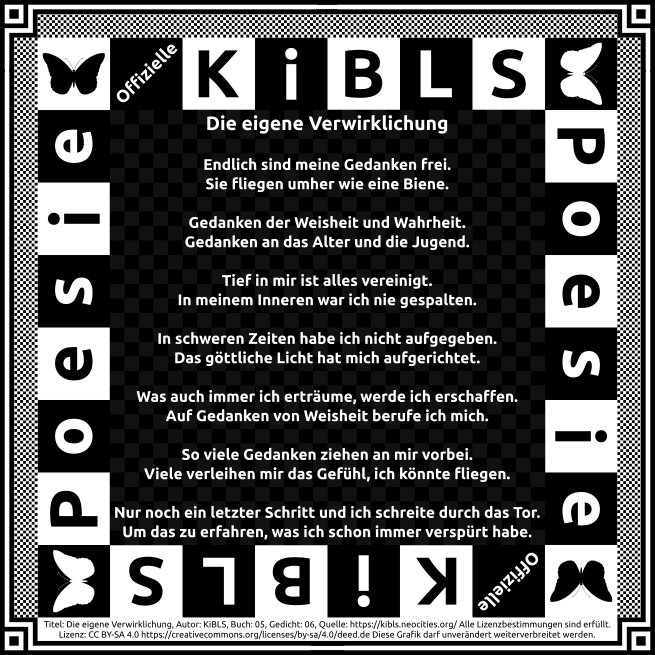 Offizielle KiBLS
Poesie
Poesie
Die eigene Verwirklichung
Endlich sind meine Gedanken frei.
Sie fliegen umher wie eine Biene.
Gedanken der Weisheit und Wahrheit.
Gedanken an das Alter und die Jugend.
Tief in mir ist alles vereinigt.
In meinem Inneren war ich nie gespalten.
In schweren Zeiten habe ich nicht aufgegeben.
Das göttliche Licht hat mich aufgerichtet.
Was auch immer ich erträume, werde ich erschaffen.
Auf Gedanken von Weisheit berufe ich mich.
So viele Gedanken ziehen an mir vorbei.
Viele verleihen mir das Gefühl, ich könnte fliegen.
Nur noch ein letzter Schritt und ich schreite durch das Tor.
Um das zu erfahren, was ich schon immer verspürt habe.
Offizielle KiBLS
Titel: Die eigene Verwirklichung, Autor: KiBLS, Buch: 05, Gedicht: 06, Quelle: https://kibls.neocities.org/ Alle Lizenzbestimmungen sind erfüllt.
Lizenz: CC BY-SA 4.0 https://creativecommons.org/licenses/by-sa/4.0/deed.de Diese Grafik darf unverändert weiterverbreitet werden.